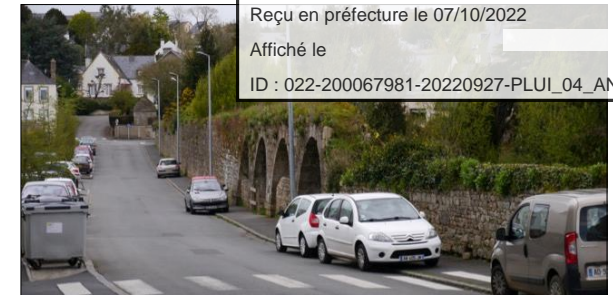 Reçu en préfecture le 07/10/2022
Affiché le
ID : 022-200067981-20220927-PLUI_04_AN